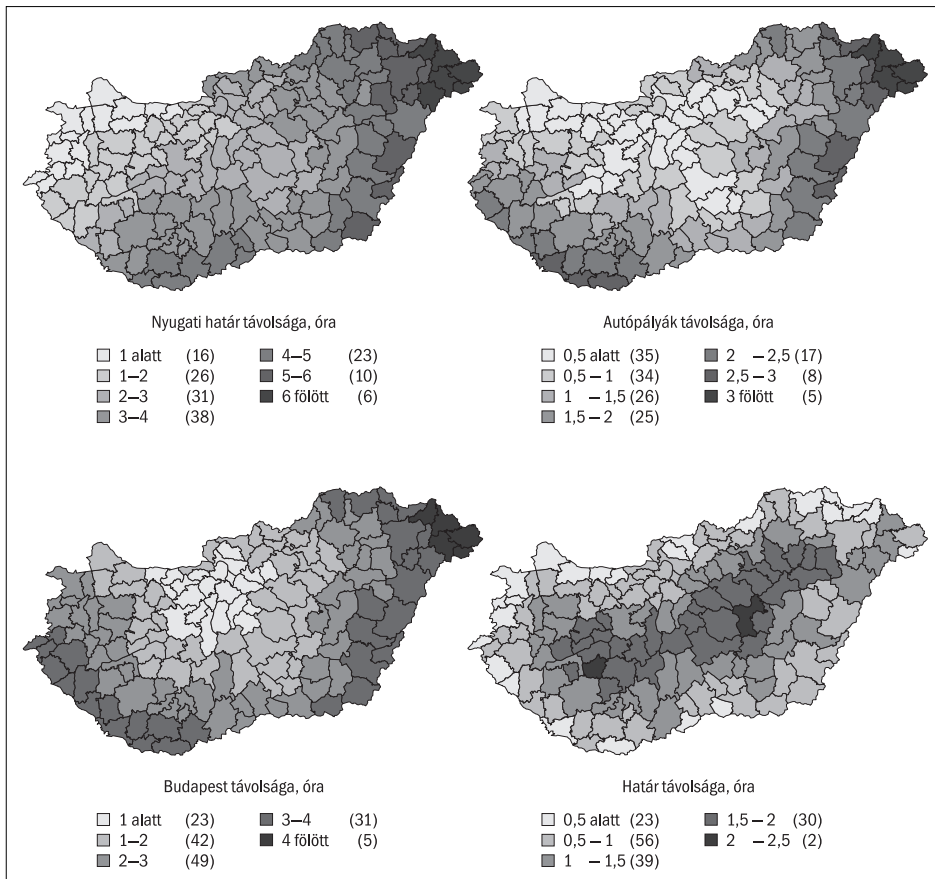 Nyugati határ távolsága, óra
1 alatt (16)
1–2 (26)
2–3 (31)
3–4 (38)
4–5 (23)
5–6 (10)
6 fölött (6)
Autópályák távolsága, óra
0,5 alatt (35)
0,5 – 1 (34)
1 – 1,5 (26)
1,5 – 2 (25)
2 – 2,5 (17)
2,5 – 3 (8)
3 fölött (5)
Budapest távolsága, óra
1 alatt (23)
1–2 (42)
2–3 (49)
3–4 (31)
4 fölött (5)
Határ távolsága, óra
0,5 alatt (23)
0,5 – 1 (56)
1 – 1,5 (39)
1,5 – 2 (30)
2 – 2,5 (2)